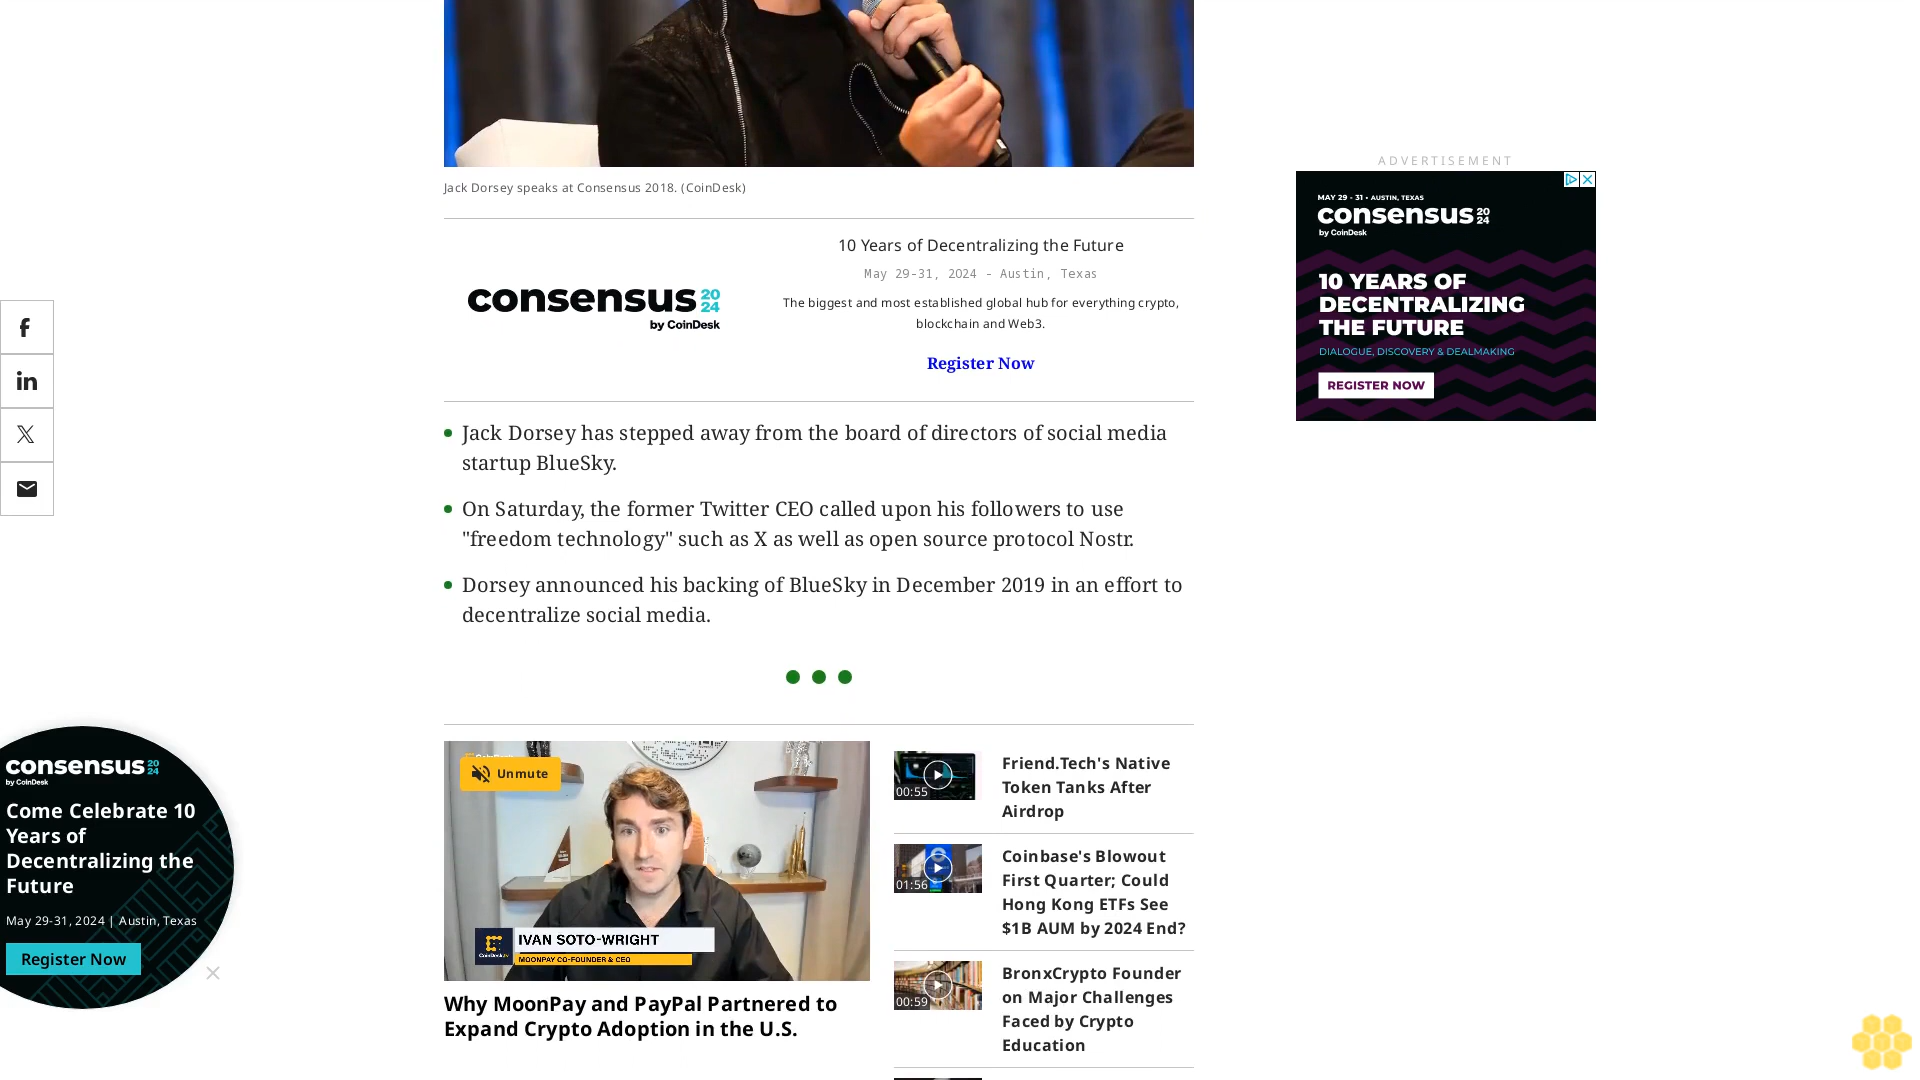 Jack Dorsey speaks at Consensus 2018. (CoinDesk)
consensus 2024
by CoinDesk
10 Years of Decentralizing the Future
May 29-31, 2024 - Austin, Texas
The biggest and most established global hub for everything crypto,
blockchain and Web3.
Register Now
Jack Dorsey has stepped away from the board of directors of social media
startup BlueSky.
On Saturday, the former Twitter CEO called upon his followers to use
"freedom technology" such as X as well as open source protocol Nostr.
Dorsey announced his backing of BlueSky in December 2019 in an effort to
decentralize social media.
Unmute
IVAN SOTO-WRIGHT
MOONPAY CO-FOUNDER & CEO
Why MoonPay and PayPal Partnered to
Expand Crypto Adoption in the U.S.
00:55
Friend.Tech's Native
Token Tanks After
Airdrop
01:56
Coinbase's Blowout
First Quarter; Could
Hong Kong ETFs See
$1B AUM by 2024 End?
00:59
BronxCrypto Founder
on Major Challenges
Faced by Crypto
Education
ADVERTISEMENT
MAY 29 - 31 • AUSTIN, TEXAS
consensus 2024
by CoinDesk
10 YEARS OF
DECENTRALIZING
THE FUTURE
DIALOGUE, DISCOVERY & DEALMAKING
REGISTER NOW
consensus 2024
by CoinDesk
Come Celebrate 10
Years of
Decentralizing the
Future
May 29-31, 2024 | Austin, Texas
Register Now